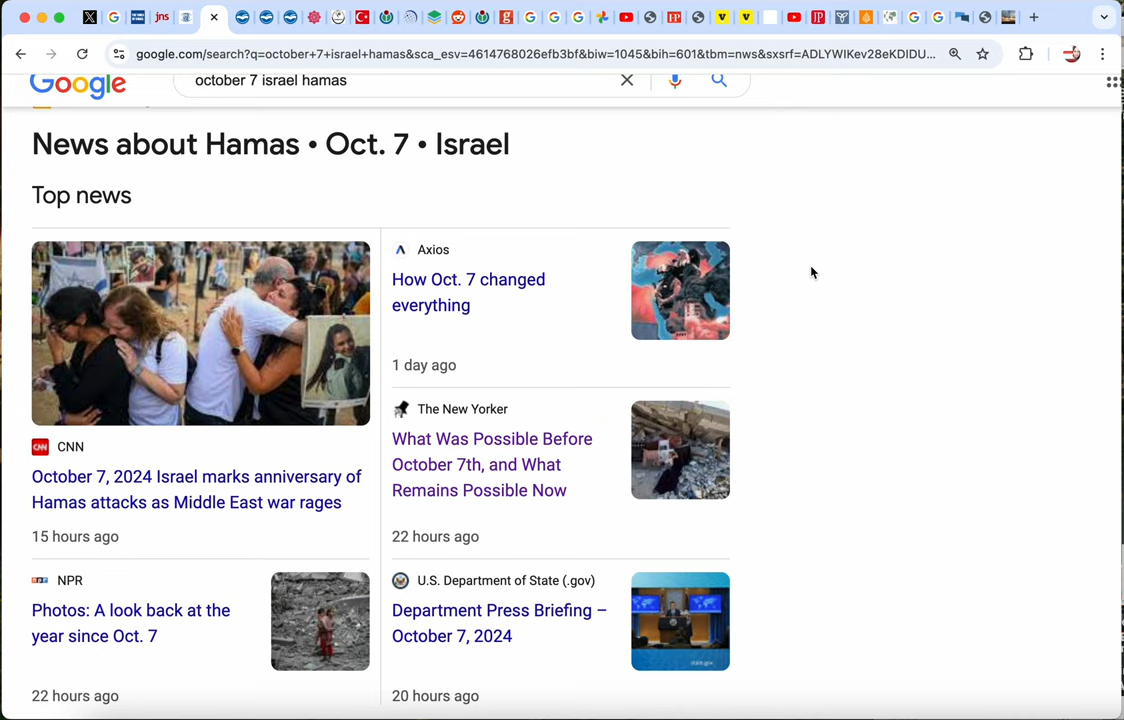 jns
google.com/search?q=october+7+israel+hamas&sca_esv=4614768026efb3bf&biw=1045&bih=601&tbm=nws&sxsrf=ADLYWIKev28eKDIDU...
Google
october 7 israel hamas
News about Hamas • Oct. 7 • Israel
Top news
CNN
CNN
October 7, 2024 Israel marks anniversary of
Hamas attacks as Middle East war rages
15 hours ago
npr
NPR
Photos: A look back at the
year since Oct. 7
22 hours ago
Axios
How Oct. 7 changed
everything
1 day ago
The New Yorker
What Was Possible Before
October 7th, and What
Remains Possible Now
22 hours ago
U.S. Department of State (.gov)
Department Press Briefing –
October 7, 2024
state.gov
20 hours ago